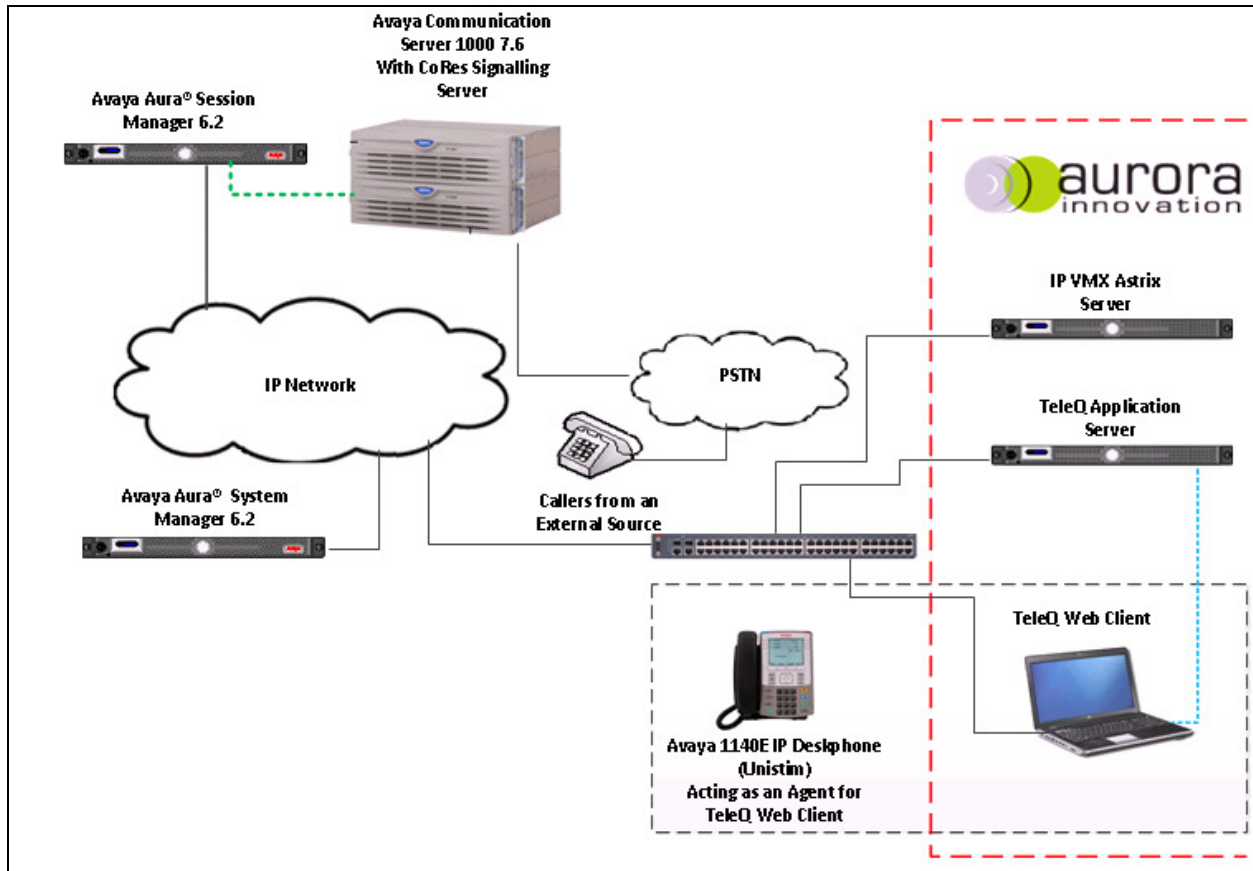 Avaya Communication
Server 1000 7.6
With CoRes Signalling
Server
Avaya Aura® Session
Manager 6.2
aurora
innovation
IP VMX Astrix
Server
IP Network
PSTN
TeleQ Application
Server
Callers from an
External Source
Avaya Aura® System
Manager 6.2
TeleQ Web Client
Avaya 1140E IP Deskphone
(Unistim)
Acting as an Agent for
TeleQ Web Client